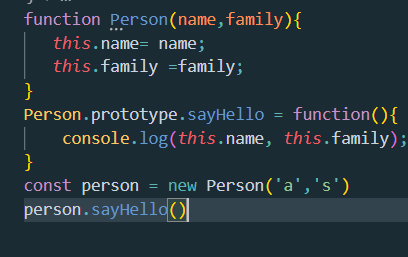 function Person(name,family){
    this.name= name;
    this.family =family;
}
Person.prototype.sayHello = function(){
    console.log(this.name, this.family);
}
const person = new Person('a','s')
person.sayHello()